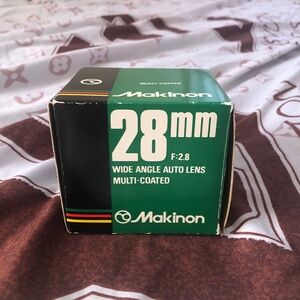 MULTI-COATED
Makinon
28mm
F:2.8
WIDE ANGLE AUTO LENS
MULTI-COATED
Makinon